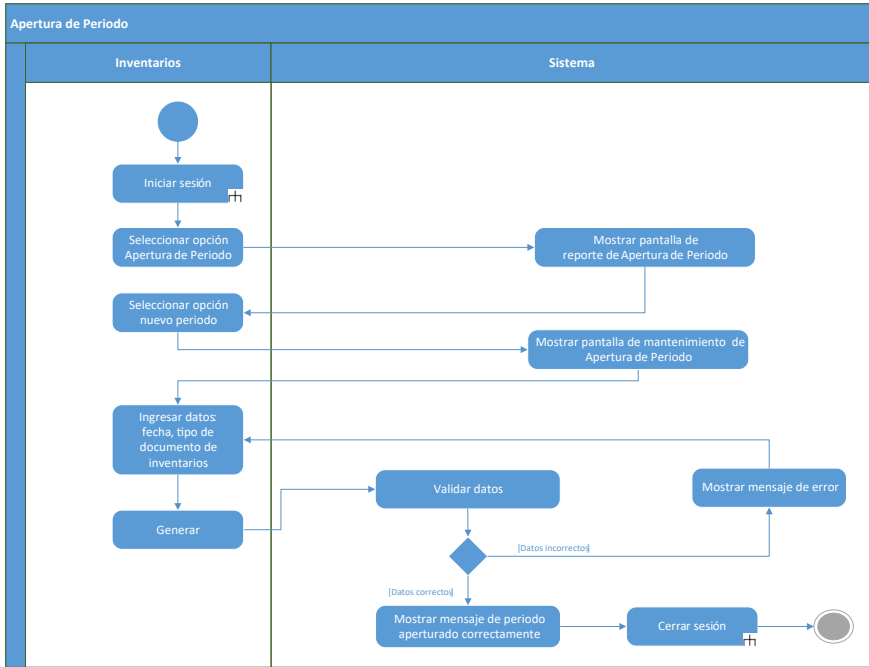 Apertura de Periodo
Inventarios
Sistema
Iniciar sesión
Seleccionar opción
Apertura de Periodo
Mostrar pantalla de
reporte de Apertura de Periodo
Seleccionar opción
nuevo periodo
Mostrar pantalla de mantenimiento de
Apertura de Periodo
Ingresar datos:
fecha, tipo de
documento de
inventarios
Validar datos
Mostrar mensaje de error
Generar
[Datos incorrectos]
[Datos correctos]
Mostrar mensaje de periodo
aperturado correctamente
Cerrar sesión